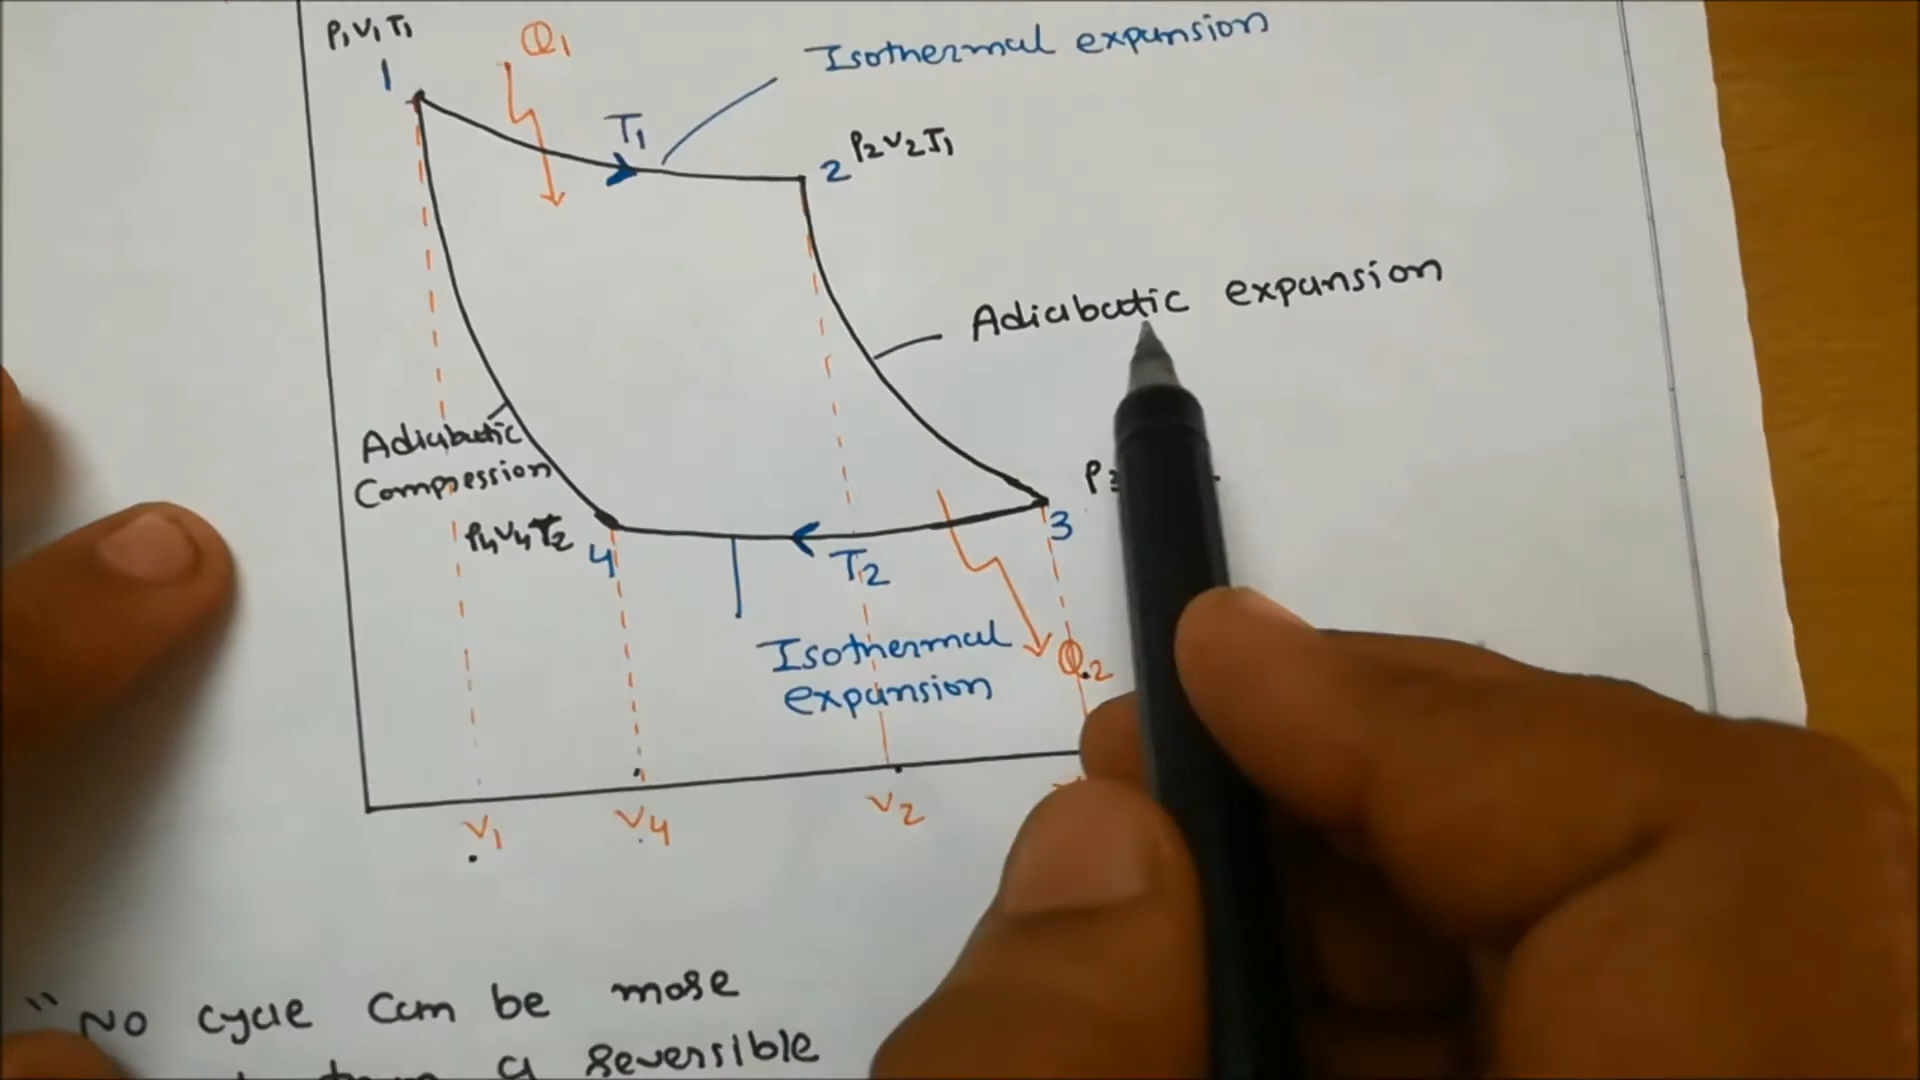 P₁V₁T₁
Q₁
Isothermal expansion
1
T₁
2 P₂V₂T₁
Adiabatic expansion
Adiabatic
Compression
P₃
P₄V₄T₂
4
3
T₂
Isothermal
expansion
Q₂
V₁
V₄
V₂
"No cycle can be more
a reversible